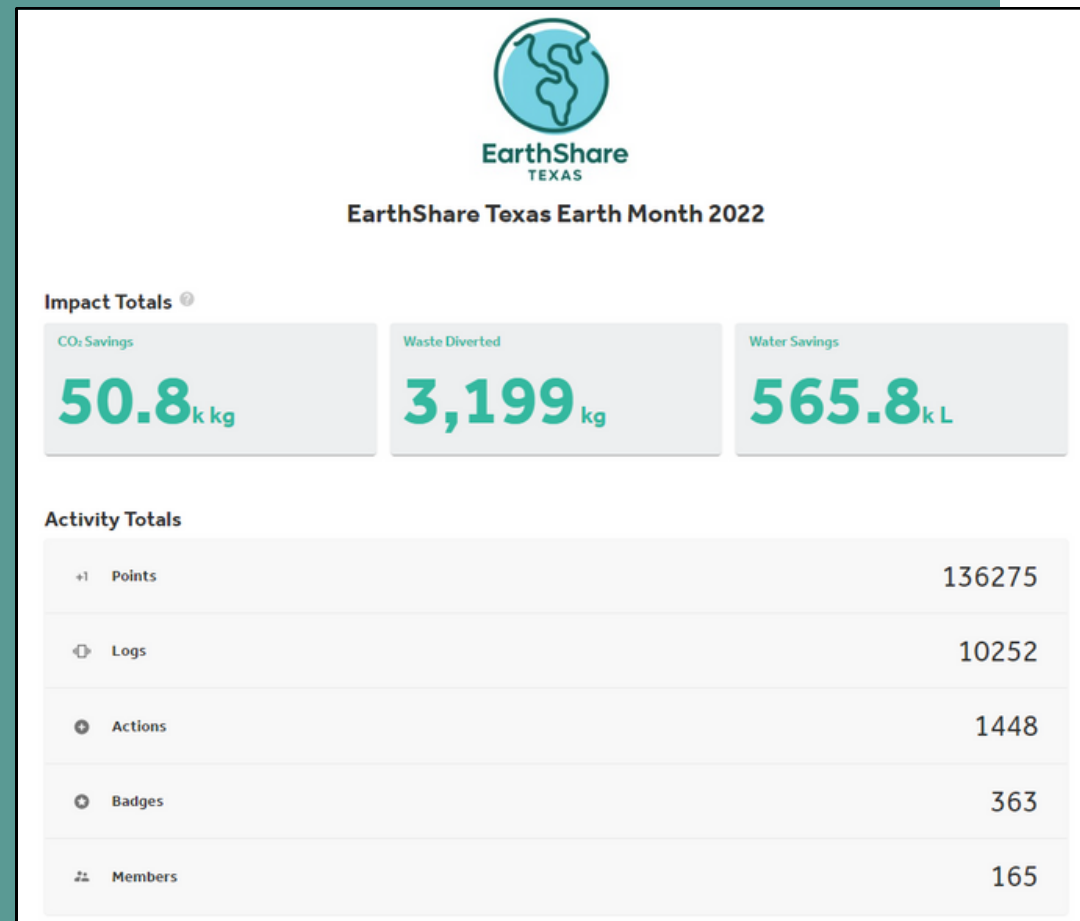 EarthShare
TEXAS
EarthShare Texas Earth Month 2022
Impact Totals ?
CO₂ Savings
50.8k kg
Waste Diverted
3,199 kg
Water Savings
565.8k L
Activity Totals
+1 Points 136275
Logs 10252
Actions 1448
Badges 363
Members 165